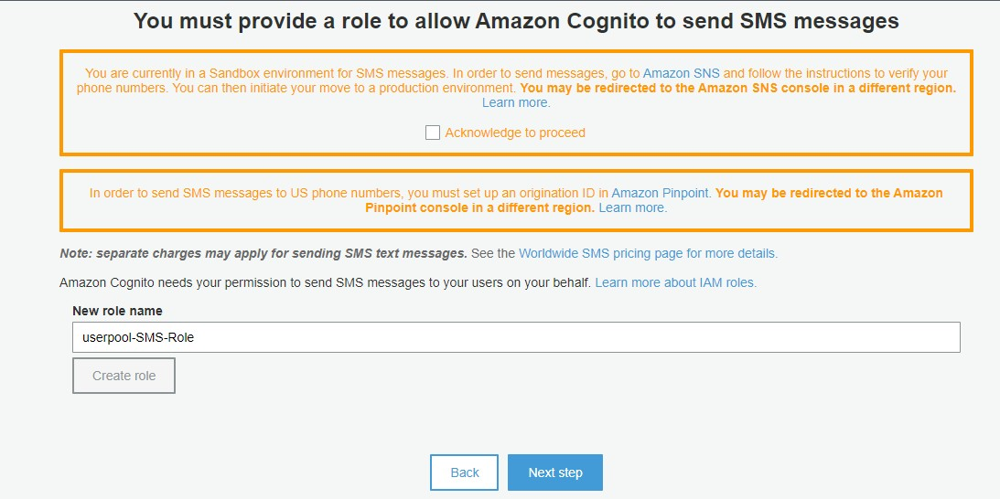 You must provide a role to allow Amazon Cognito to send SMS messages
You are currently in a Sandbox environment for SMS messages. In order to send messages, go to Amazon SNS and follow the instructions to verify your
phone numbers. You can then initiate your move to a production environment. You may be redirected to the Amazon SNS console in a different region.
Learn more.
Acknowledge to proceed
In order to send SMS messages to US phone numbers, you must set up an origination ID in Amazon Pinpoint. You may be redirected to the Amazon
Pinpoint console in a different region. Learn more.
Note: separate charges may apply for sending SMS text messages. See the Worldwide SMS pricing page for more details.
Amazon Cognito needs your permission to send SMS messages to your users on your behalf. Learn more about IAM roles.
New role name
userpool-SMS-Role
Create role
Back
Next step